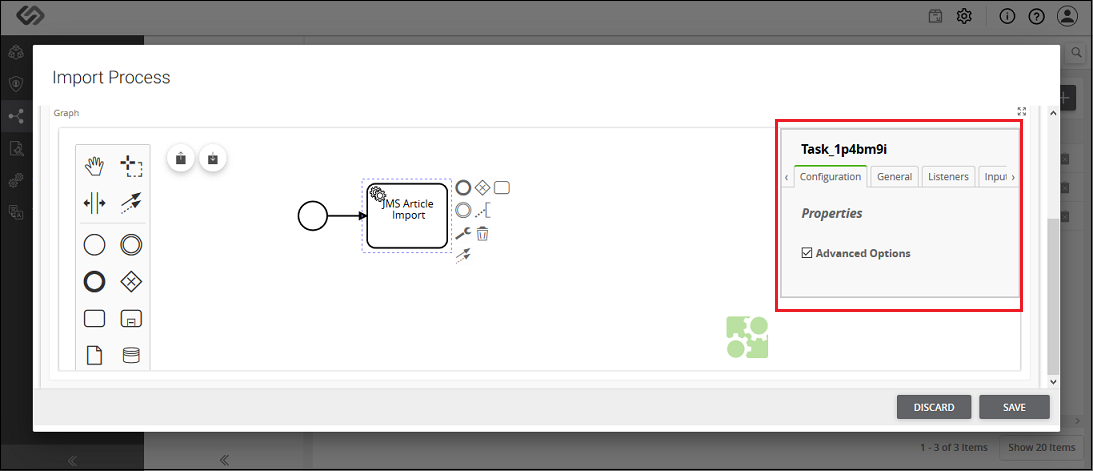 Import Process
Graph
Task_1p4bm9i
Configuration
General
Listeners
Input
Properties
Advanced Options
JMS Article
Import
DISCARD
SAVE
1 - 3 of 3 Items
Show 20 Items